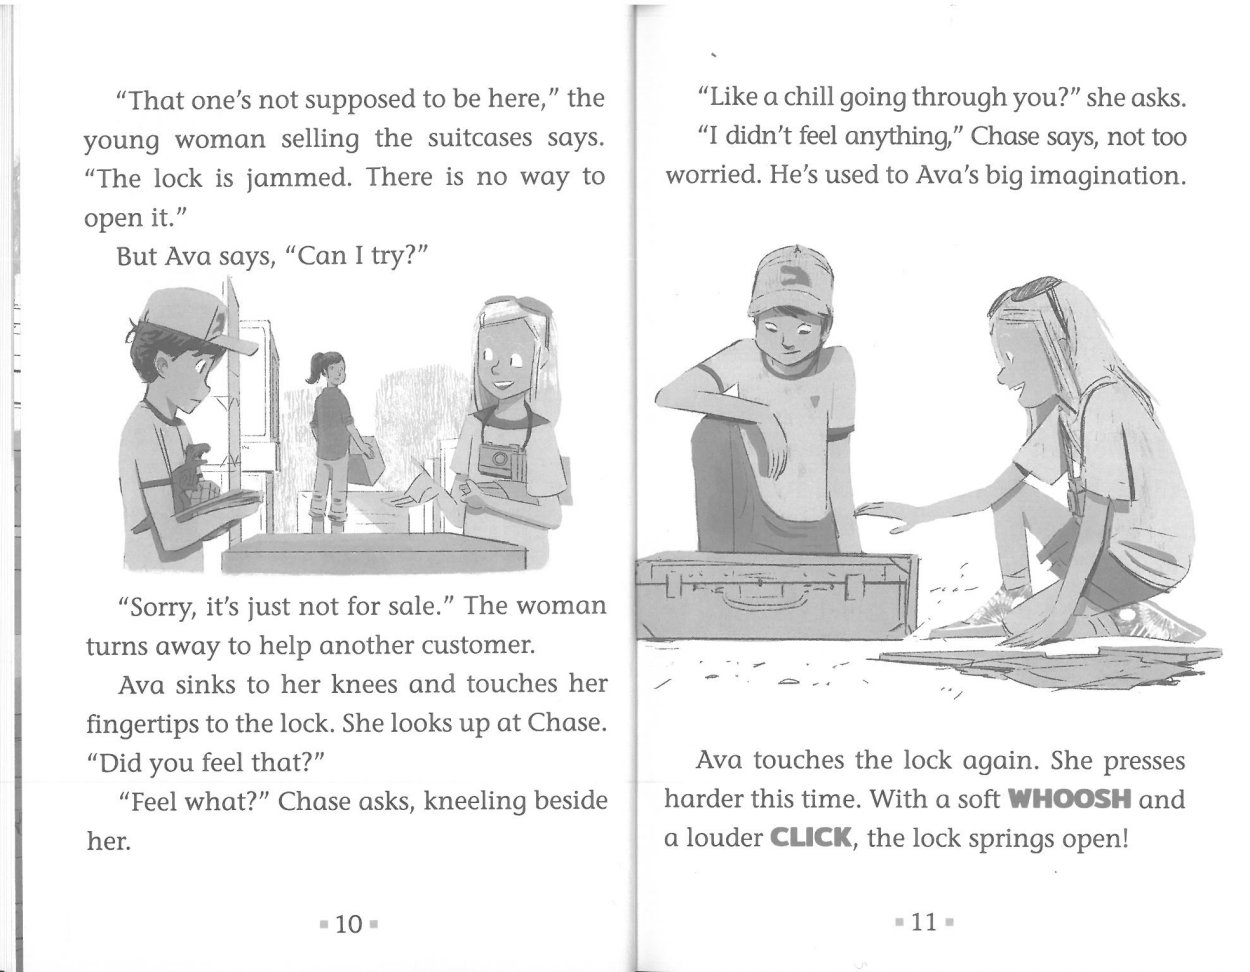 “That one’s not supposed to be here,” the
young woman selling the suitcases says.
“The lock is jammed. There is no way to
open it.”
But Ava says, “Can I try?”
“Sorry, it’s just not for sale.” The woman
turns away to help another customer.
Ava sinks to her knees and touches her
fingertips to the lock. She looks up at Chase.
“Did you feel that?”
“Feel what?” Chase asks, kneeling beside
her.
10
“Like a chill going through you?” she asks.
“I didn’t feel anything,” Chase says, not too
worried. He’s used to Ava’s big imagination.
Ava touches the lock again. She presses
harder this time. With a soft WHOOSH and
a louder CLICK, the lock springs open!
11